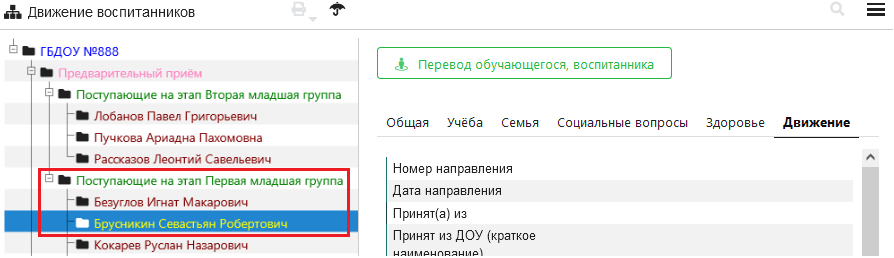 Движение воспитанников
ГБДОУ №888
Предварительный приём
Поступающие на этап Вторая младшая группа
Лобанов Павел Григорьевич
Пучкова Ариадна Пахомовна
Рассказов Леонтий Савельевич
Поступающие на этап Первая младшая группа
Безуглов Игнат Макарович
Брусникин Севастьян Робертович
Кокарев Руслан Назарович
Перевод обучающегося, воспитанника
Общая Учёба Семья Социальные вопросы Здоровье Движение
Номер направления
Дата направления
Принят(а) из
Принят из ДОУ (краткое
наименование)